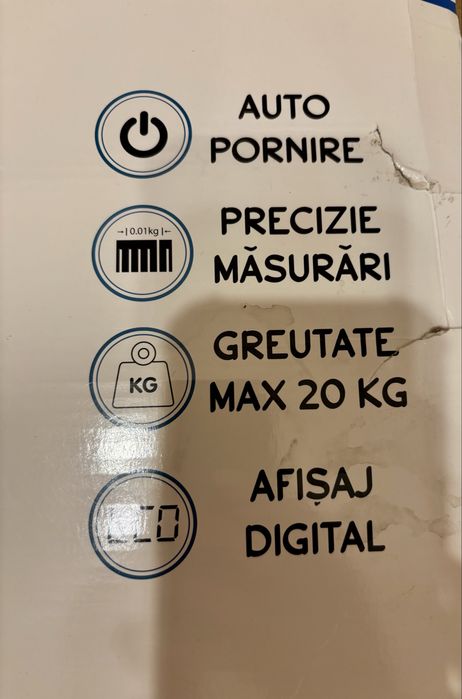 AUTO
PORNIRE
→| 0.01kg |←
PRECIZIE
MĂSURĂRI
KG
GREUTATE
MAX 20 KG
AFIȘAJ
DIGITAL